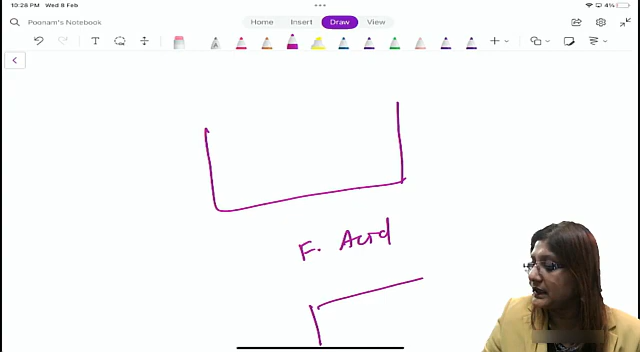 10:28 PM Wed 8 Feb
4%
Poonam's Notebook
Home Insert Draw View
F. Acid